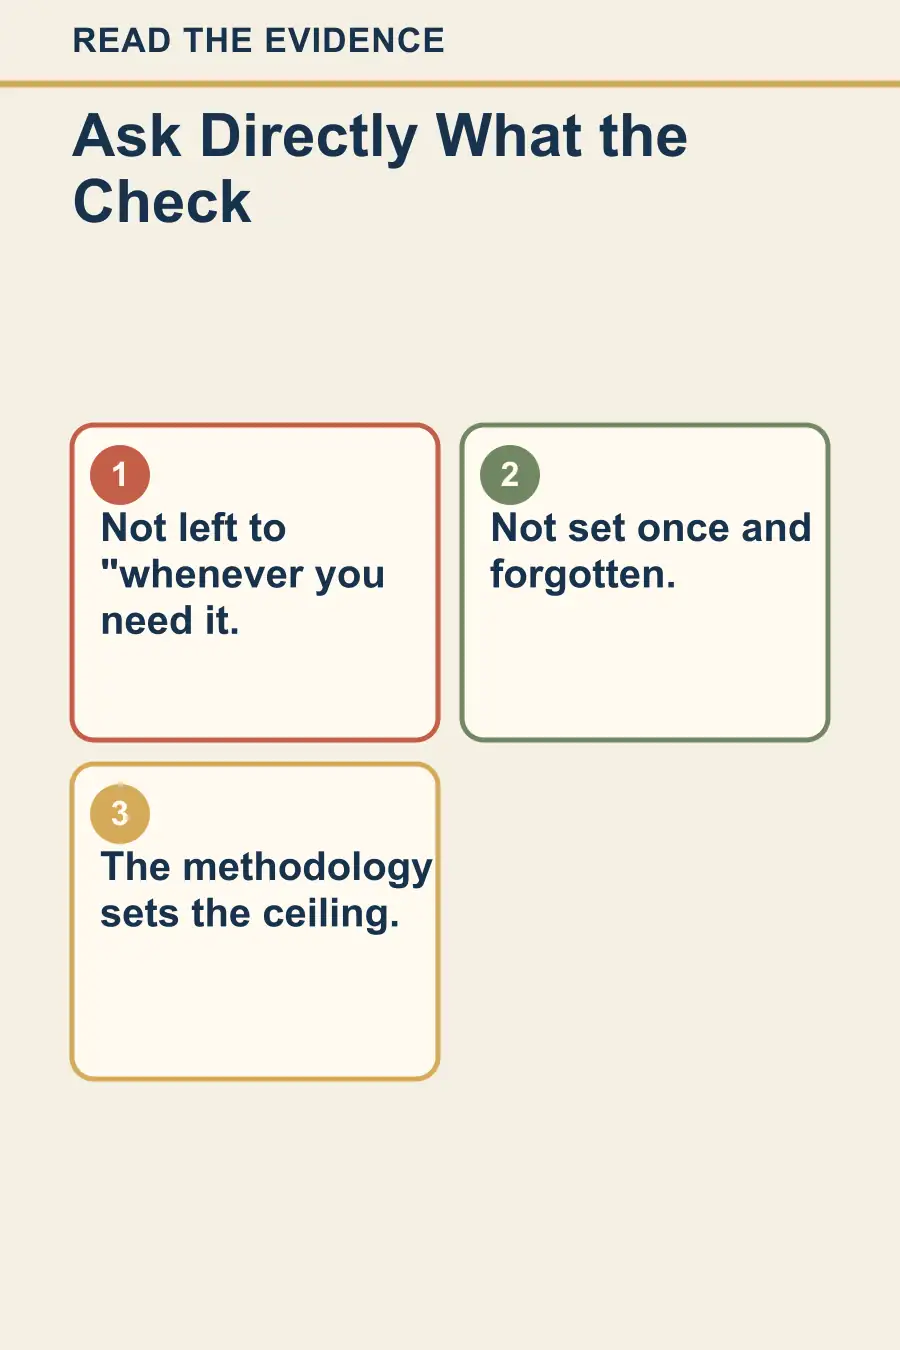 READ THE EVIDENCE
Ask Directly What the
Check
1
Not left to
"whenever you
need it.
2
Not set once and
forgotten.
3
The methodology
sets the ceiling.